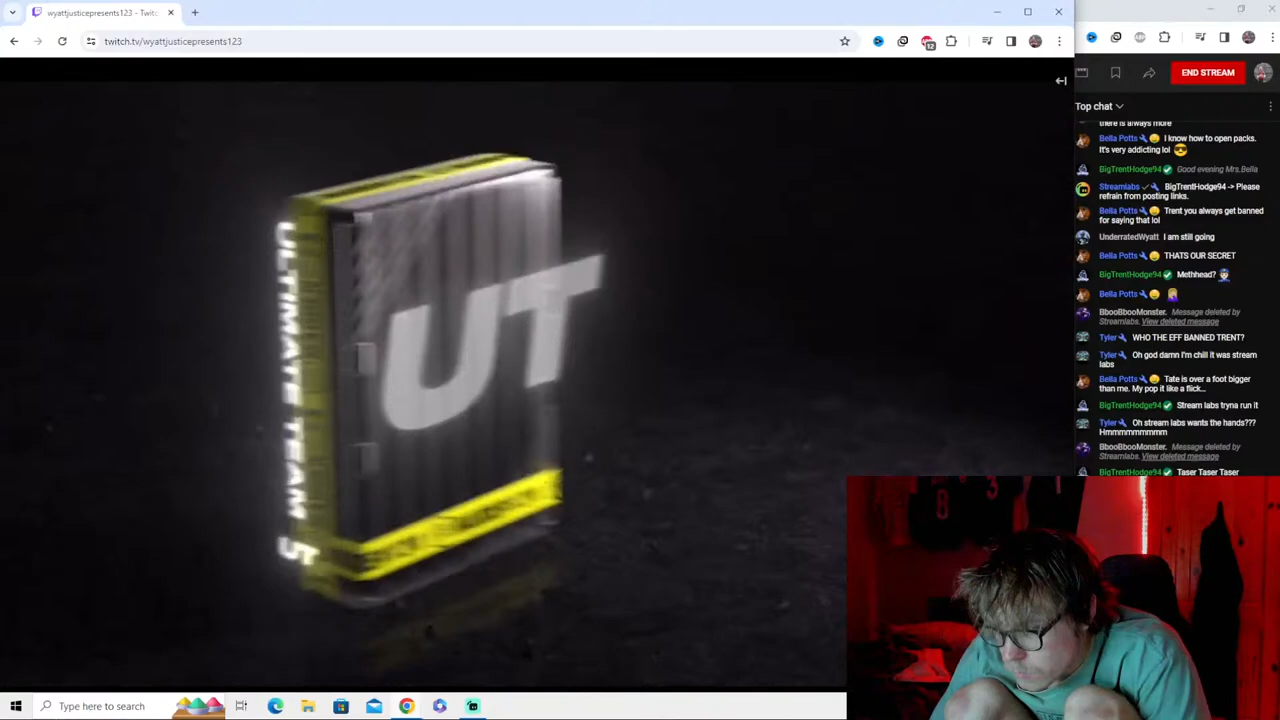 wyattjusticepresents123 - Twitc
twitch.tv/wyattjusticepresents123
12
END STREAM
Top chat
there is always more
Bella Potts I know how to open packs.
It's very addicting lol
BigTrentHodge94 Good evening Mrs.Bella
Streamlabs BigTrentHodge94 -> Please
refrain from posting links.
Bella Potts Trent you always get banned
for saying that lol
UnderratedWyatt I am still going
Bella Potts THATS OUR SECRET
BigTrentHodge94 Methhead?
Bella Potts
BbooBbooMonster. Message deleted by
Streamlabs. View deleted message
Tyler WHO THE EFF BANNED TRENT?
Tyler Oh god damn I'm chill it was stream
labs
Bella Potts Tate is over a foot bigger
than me. My pop it like a flick...
BigTrentHodge94 Stream labs tryna run it
Tyler Oh stream labs wants the hands???
Hmmmmmmmmm
BbooBbooMonster. Message deleted by
Streamlabs. View deleted message
BigTrentHodge94 Taser Taser Taser
ULTIMATE TEAM
UT
8 3 1
Type here to search